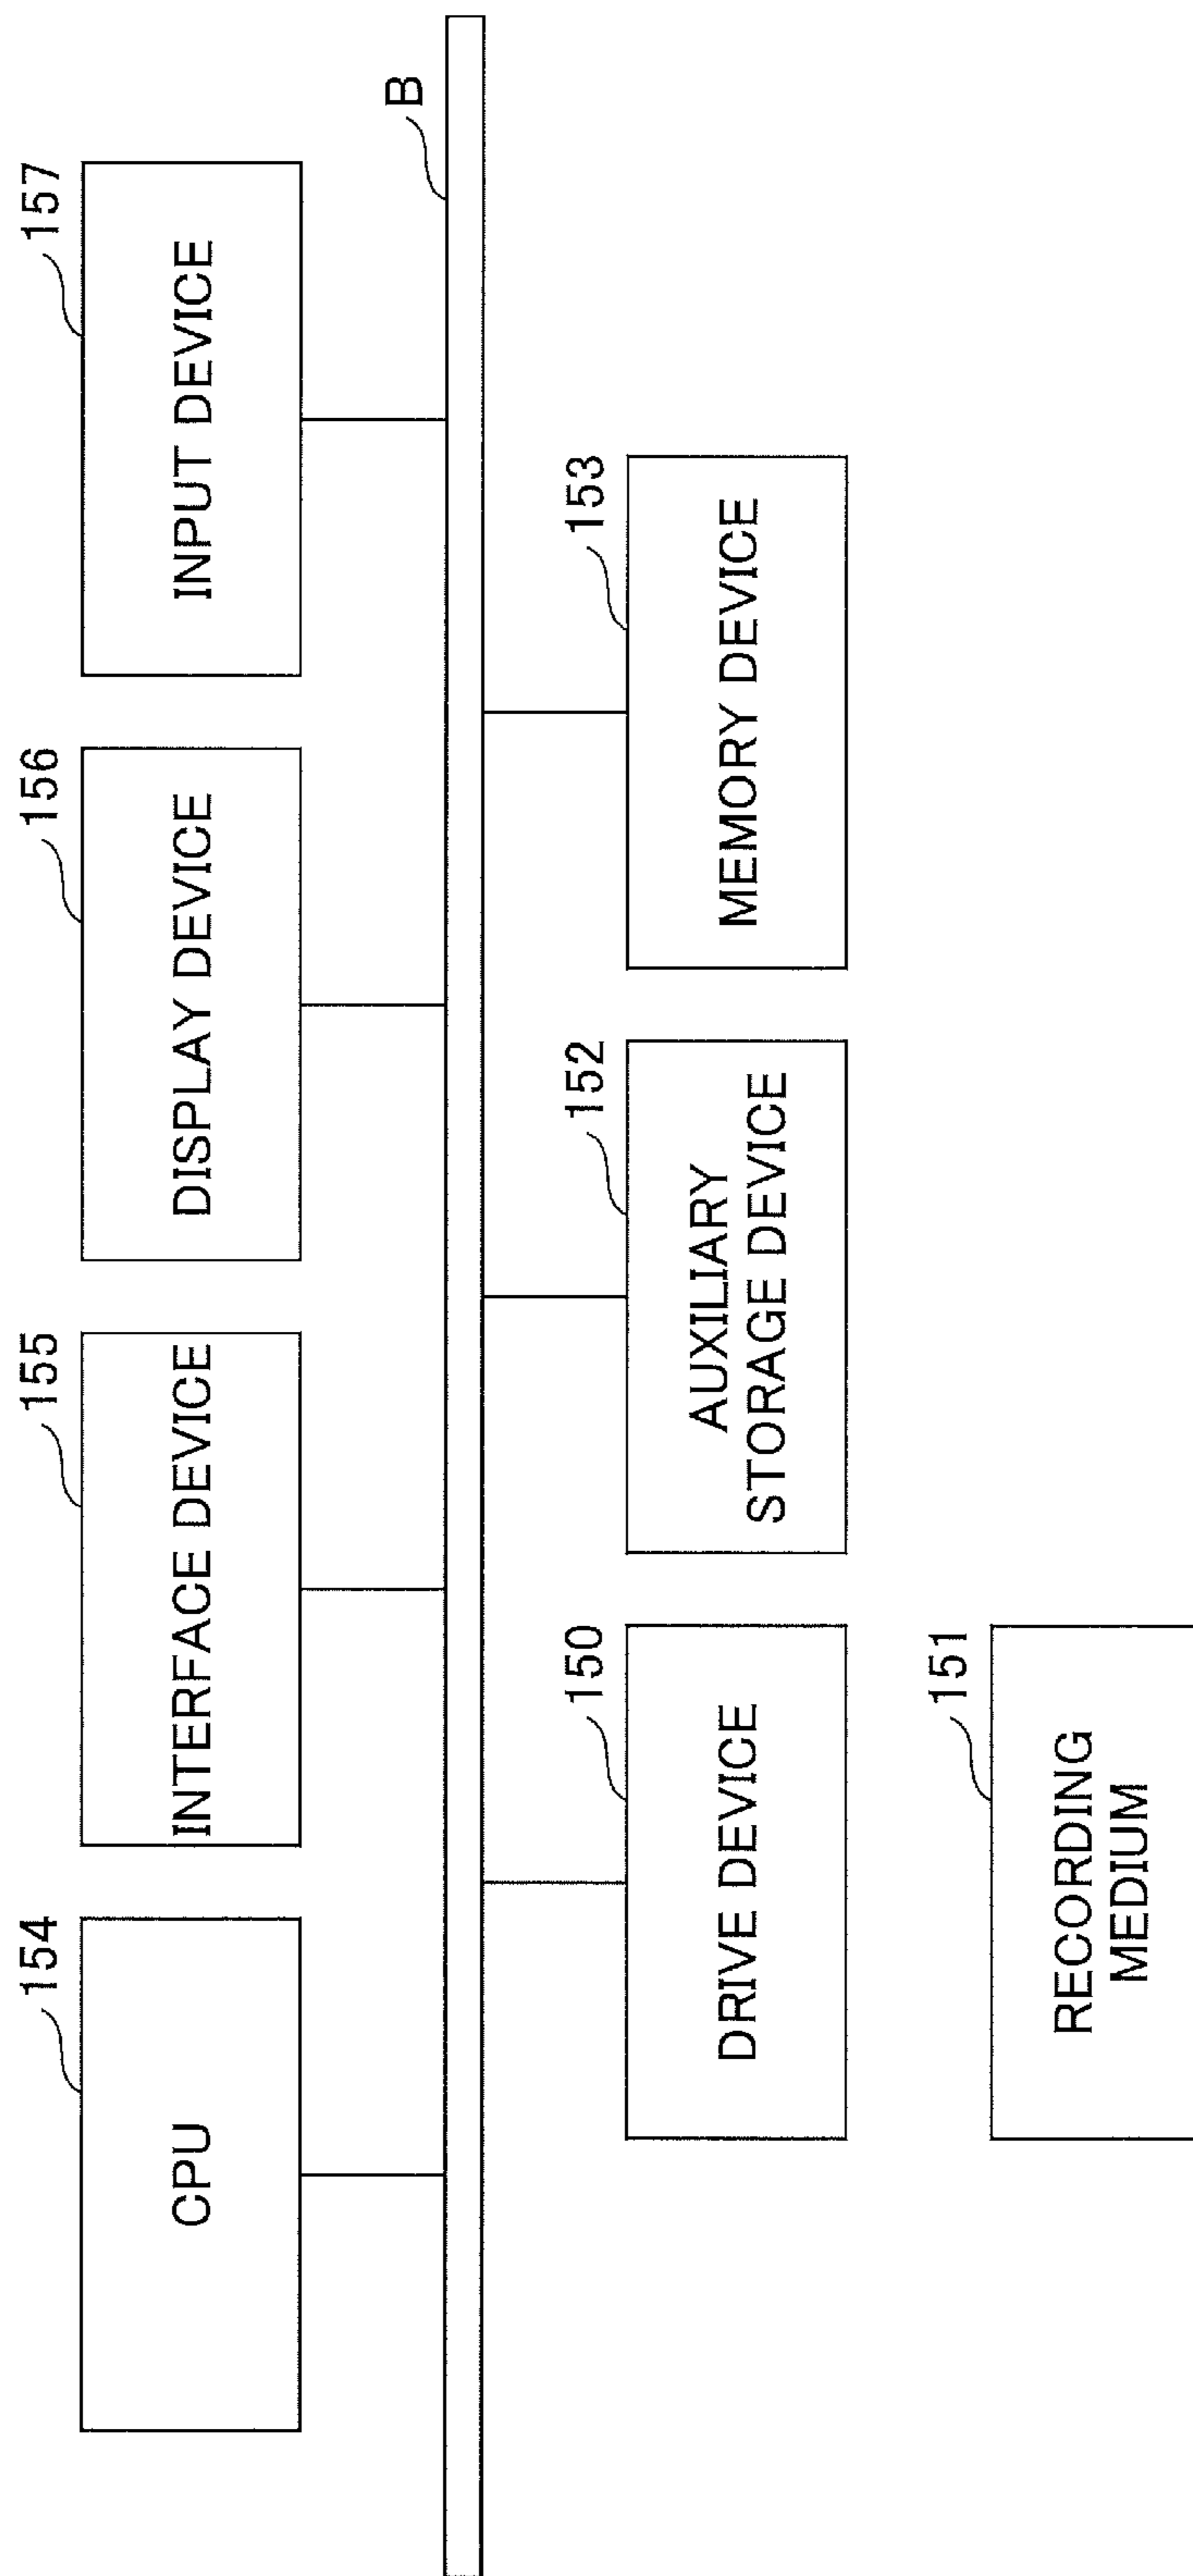 154
CPU
155
INTERFACE DEVICE
156
DISPLAY DEVICE
157
INPUT DEVICE
B
150
DRIVE DEVICE
152
AUXILIARY
STORAGE DEVICE
153
MEMORY DEVICE
151
RECORDING
MEDIUM